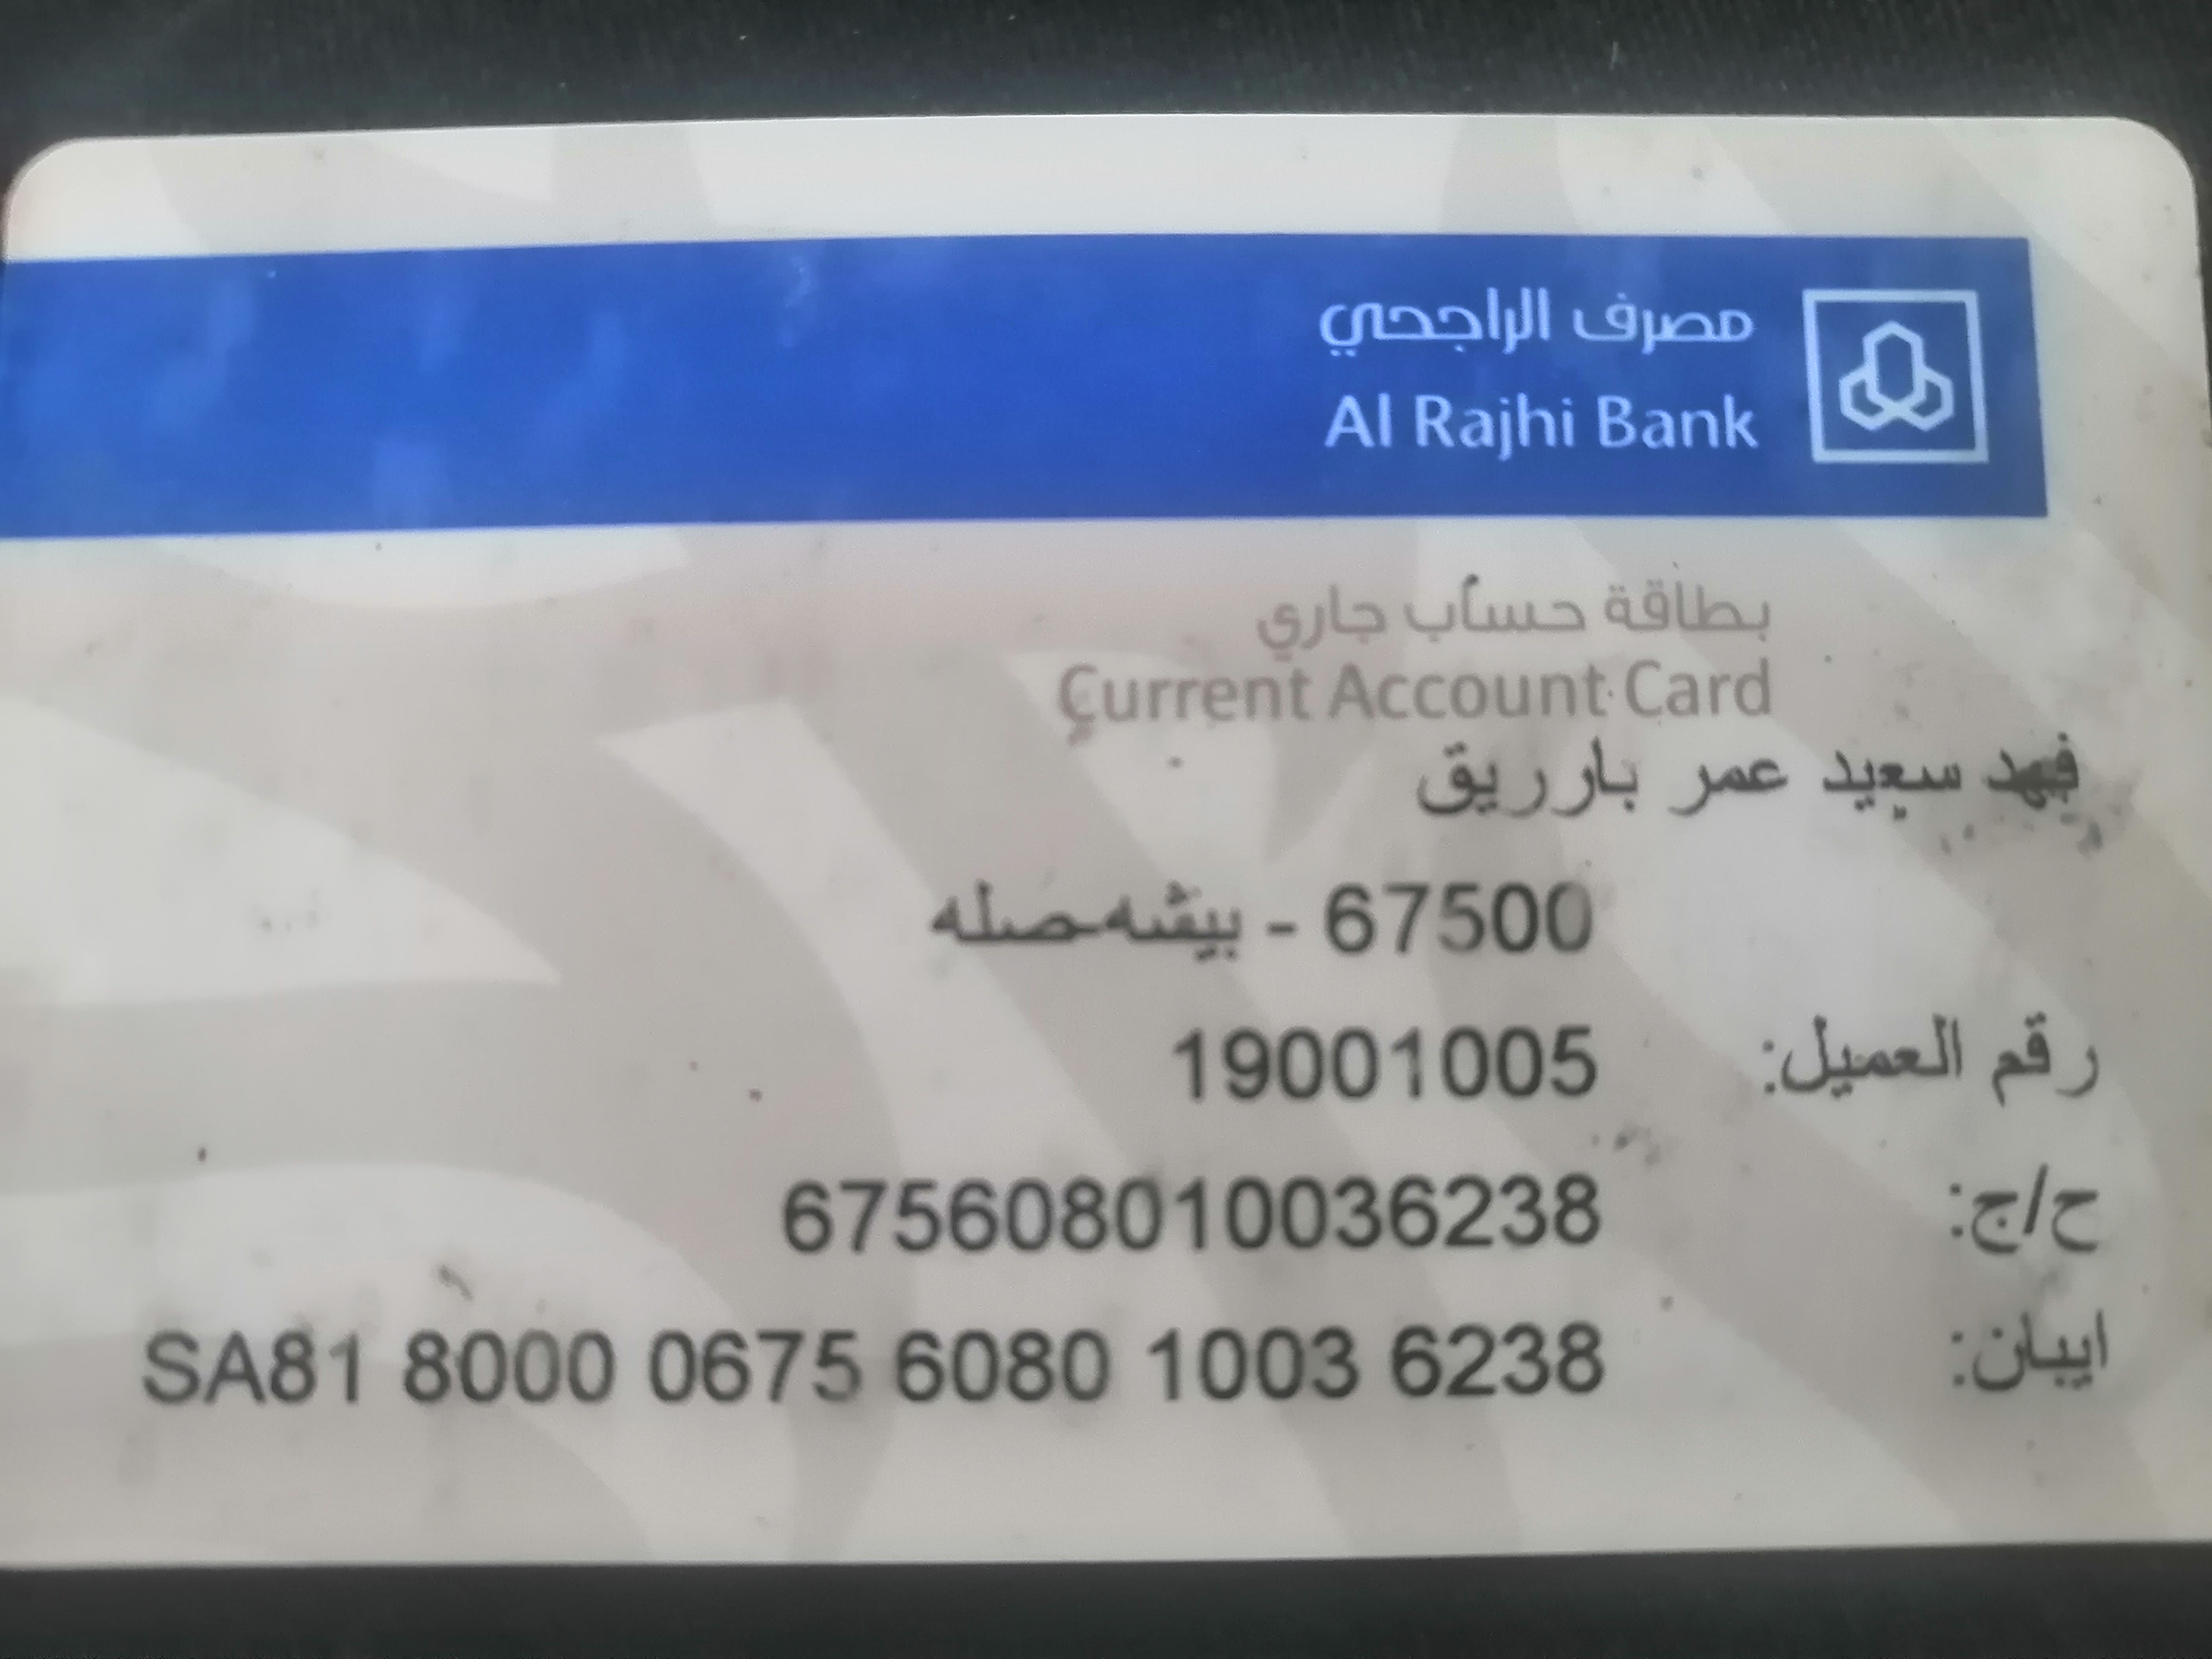 مصرف الراجحي
Al Rajhi Bank
بطاقة حساب جاري
Current Account Card
فهد سعيد عمر بارريق
67500 - بيشه-صله
رقم العميل: 19001005
ح/ج: 675608010036238
ايبان: SA81 8000 0675 6080 1003 6238